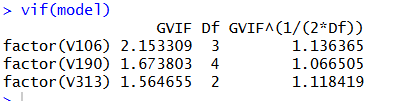 > vif(model)
GVIF Df GVIF^(1/(2*Df))
factor(V106) 2.153309 3 1.136365
factor(V190) 1.673803 4 1.066505
factor(V313) 1.564655 2 1.118419
>